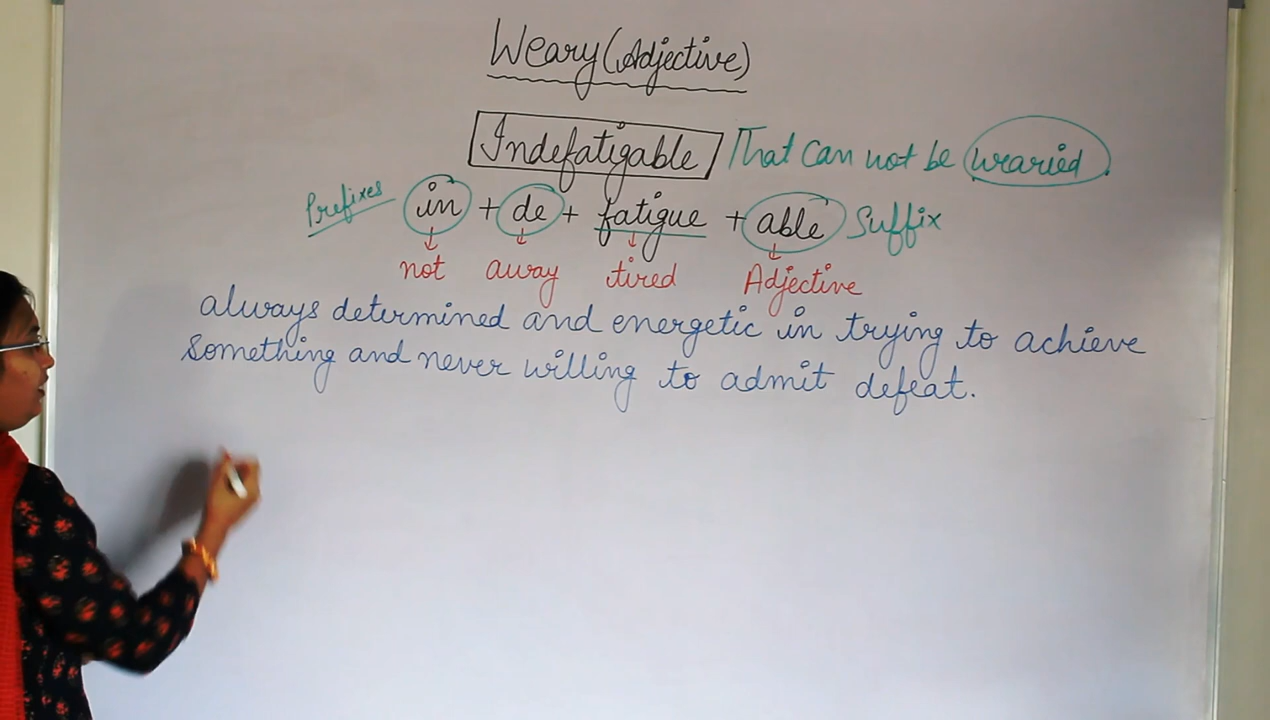 Weary (Adjective)
Indefatigable That can not be wearied
Prefixes in + de + fatigue + able Suffix
not away tired Adjective
always determined and energetic in trying to achieve
something and never willing to admit defeat.